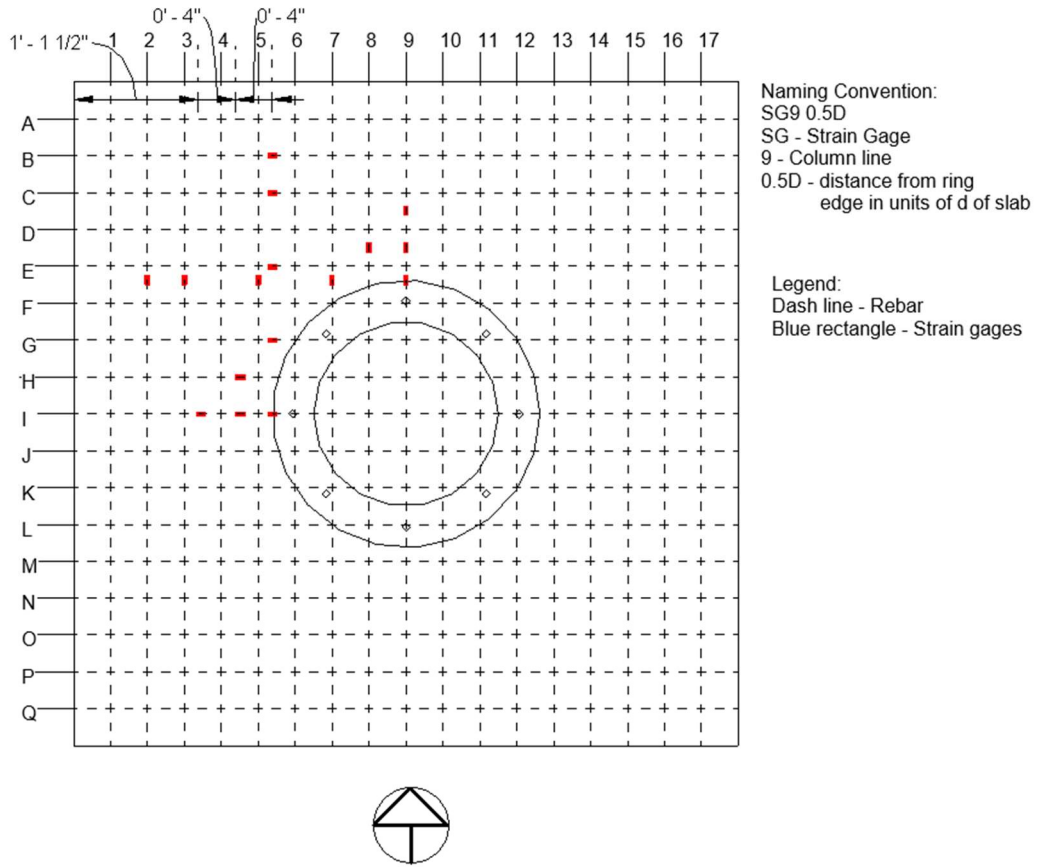 0' - 4" 0' - 4"
1' - 1 1/2" 1 2 3 4 5 6 7 8 9 10 11 12 13 14 15 16 17
A
B
C
D
E
F
G
H
I
J
K
L
M
N
O
P
Q
Naming Convention:
SG9 0.5D
SG - Strain Gage
9 - Column line
0.5D - distance from ring
edge in units of d of slab
Legend:
Dash line - Rebar
Blue rectangle - Strain gages